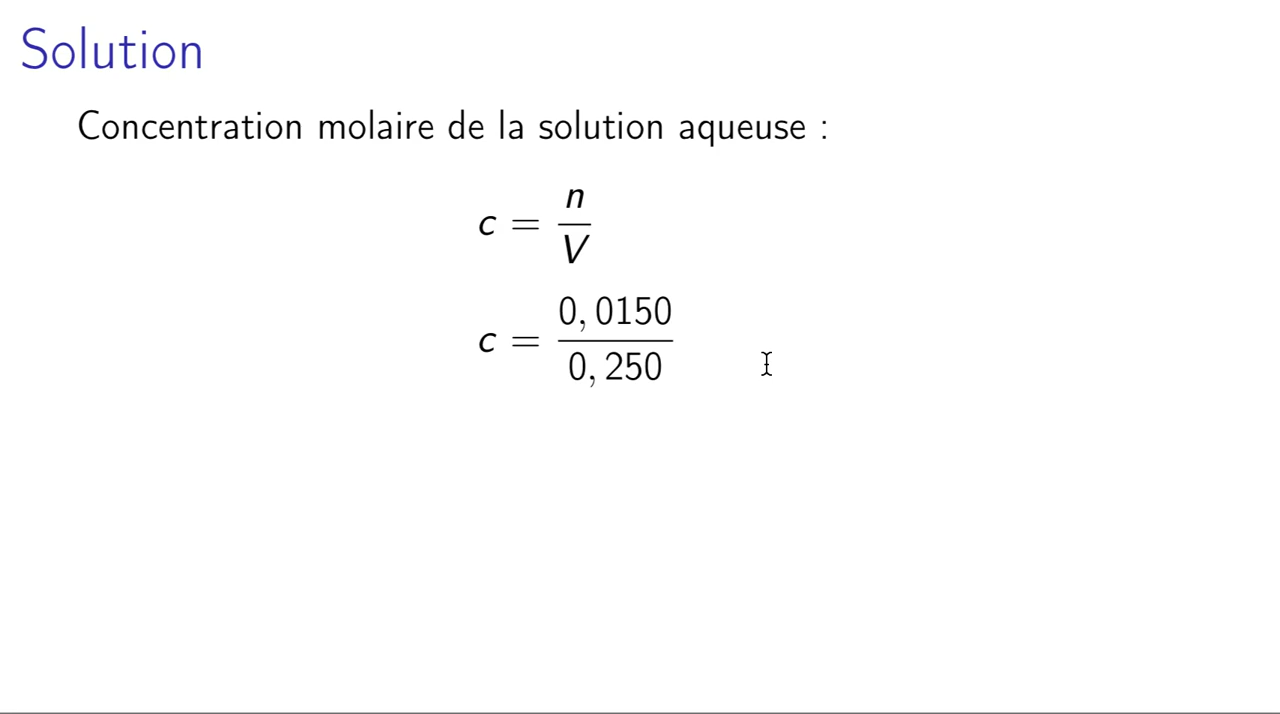 Solution
Concentration molaire de la solution aqueuse :
c = n/V
c = 0,0150/0,250